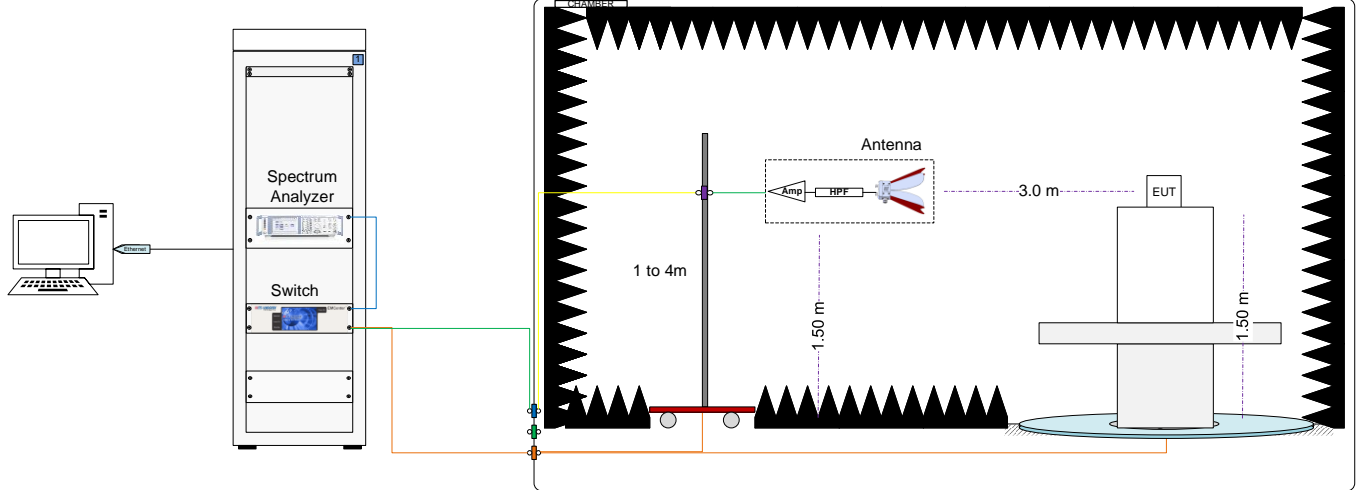 CHAMBER
1
Antenna
Spectrum
Analyzer
Amp
HPF
3.0 m
EUT
Ethernet
1 to 4m
Switch
1.50 m
1.50 m